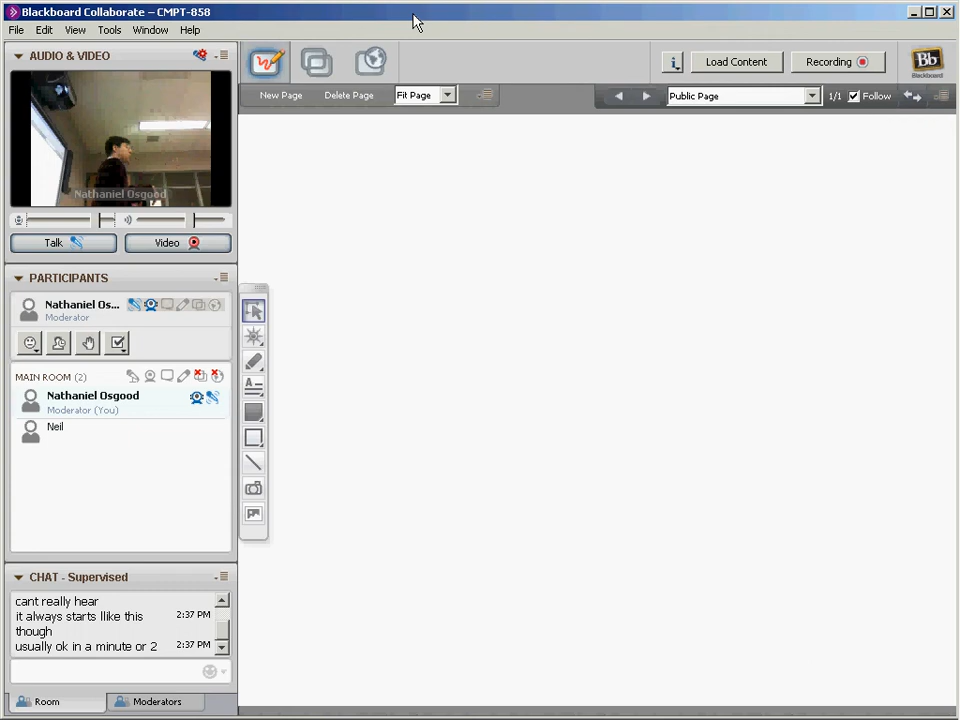 Blackboard Collaborate – CMPT-858
File Edit View Tools Window Help
AUDIO & VIDEO
Nathaniel Osgood
Talk Video
PARTICIPANTS
Nathaniel Os...
Moderator
MAIN ROOM (2)
Nathaniel Osgood
Moderator (You)
Neil
CHAT - Supervised
cant really hear
it always starts llike this 2:37 PM
though
usually ok in a minute or 2 2:37 PM
Room Moderators
i Load Content Recording Bb
Blackboard
New Page Delete Page Fit Page Public Page 1/1 Follow